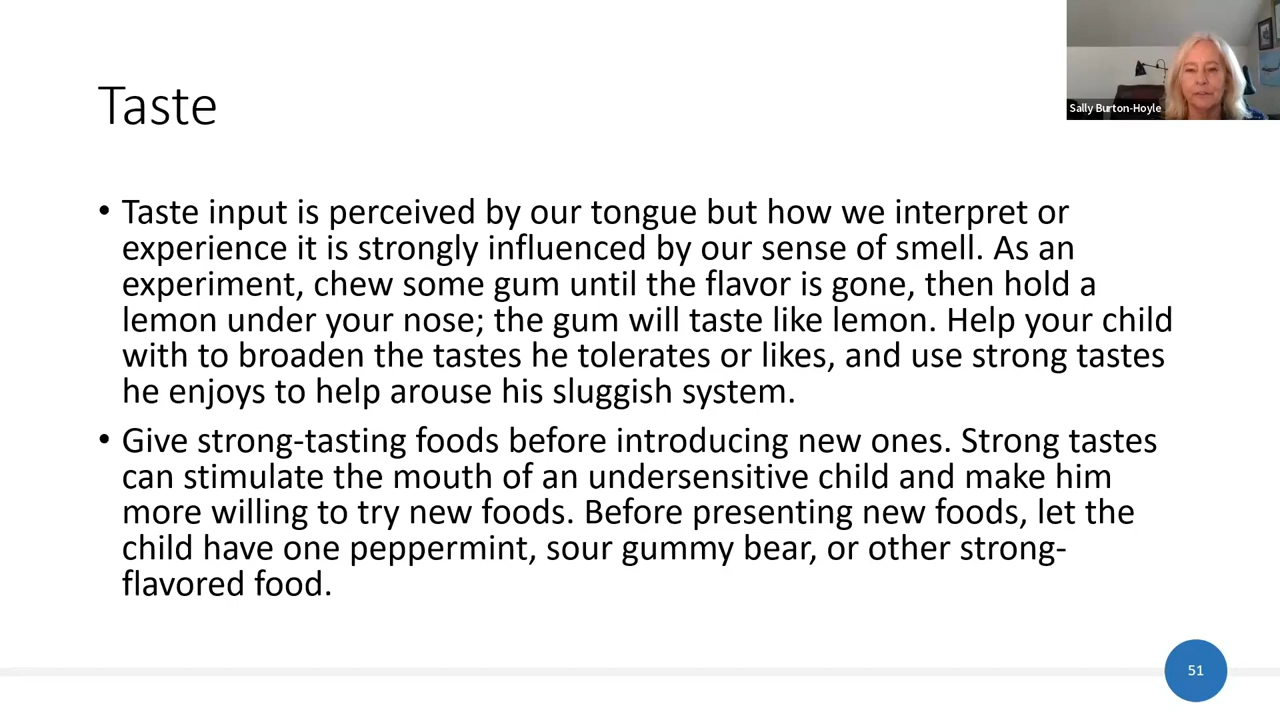 Taste
Sally Burton-Hoyle
• Taste input is perceived by our tongue but how we interpret or
experience it is strongly influenced by our sense of smell. As an
experiment, chew some gum until the flavor is gone, then hold a
lemon under your nose; the gum will taste like lemon. Help your child
with to broaden the tastes he tolerates or likes, and use strong tastes
he enjoys to help arouse his sluggish system.
• Give strong-tasting foods before introducing new ones. Strong tastes
can stimulate the mouth of an undersensitive child and make him
more willing to try new foods. Before presenting new foods, let the
child have one peppermint, sour gummy bear, or other strong-
flavored food.
51